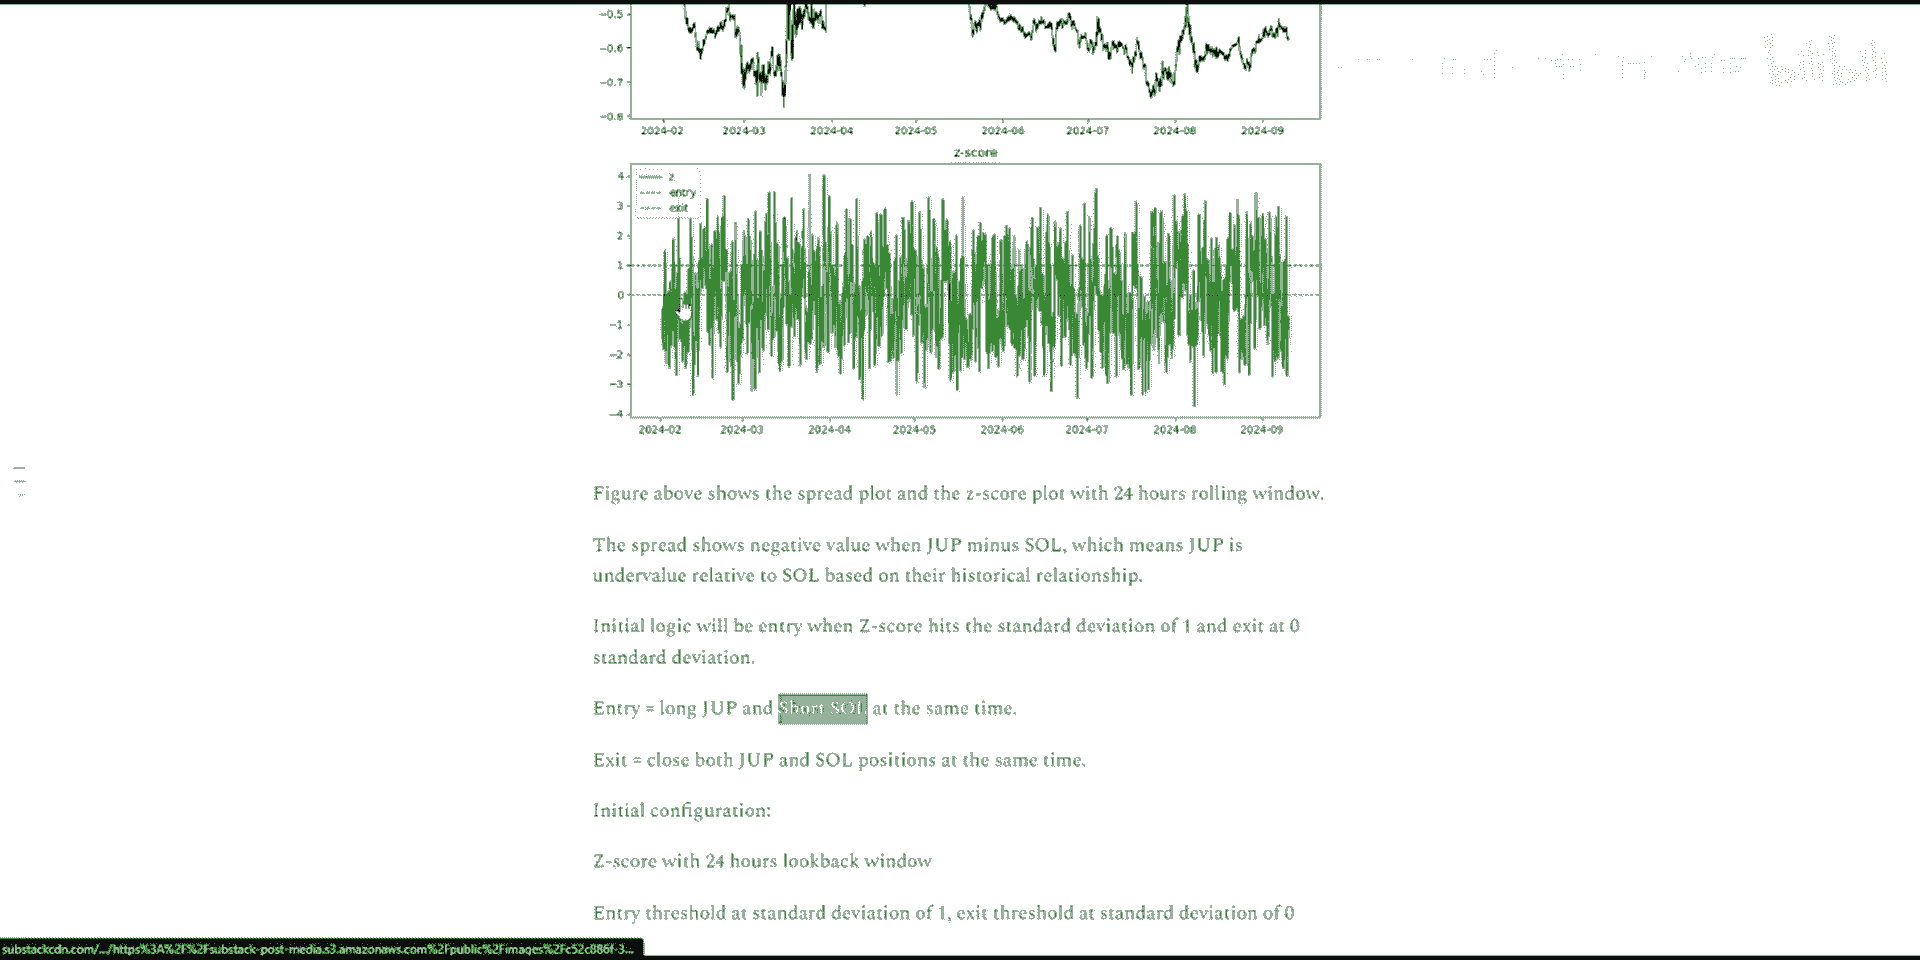 -0.5
-0.6
-0.7
-0.8
2024-02 2024-03 2024-04 2024-05 2024-06 2024-07 2024-08 2024-09
z-score
z
entry
exit
4
3
2
1
0
-1
-2
-3
-4
2024-02 2024-03 2024-04 2024-05 2024-06 2024-07 2024-08 2024-09
Figure above shows the spread plot and the z-score plot with 24 hours rolling window.
The spread shows negative value when JUP minus SOL, which means JUP is
undervalue relative to SOL based on their historical relationship.
Initial logic will be entry when Z-score hits the standard deviation of 1 and exit at 0
standard deviation.
Entry = long JUP and Short SOL at the same time.
Exit = close both JUP and SOL positions at the same time.
Initial configuration:
Z-score with 24 hours lookback window
Entry threshold at standard deviation of 1, exit threshold at standard deviation of 0
substackcdn.com/.../https%3A%2F%2Fsubstack-post-media.s3.amazonaws.com%2Fpublic%2Fimages%2Fc52c886f-3...